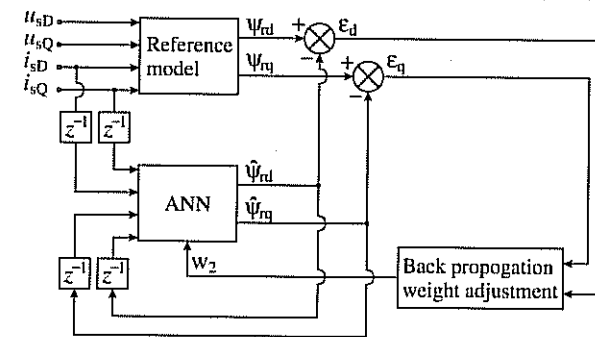 u_sD
u_sQ
i_sD
i_sQ
Reference
model
ψ_rd
ψ_rq
+
−
ε_d
+
−
ε_q
z⁻¹
z⁻¹
ANN
ψ̂_rd
ψ̂_rq
z⁻¹
z⁻¹
w₂
Back propogation
weight adjustment